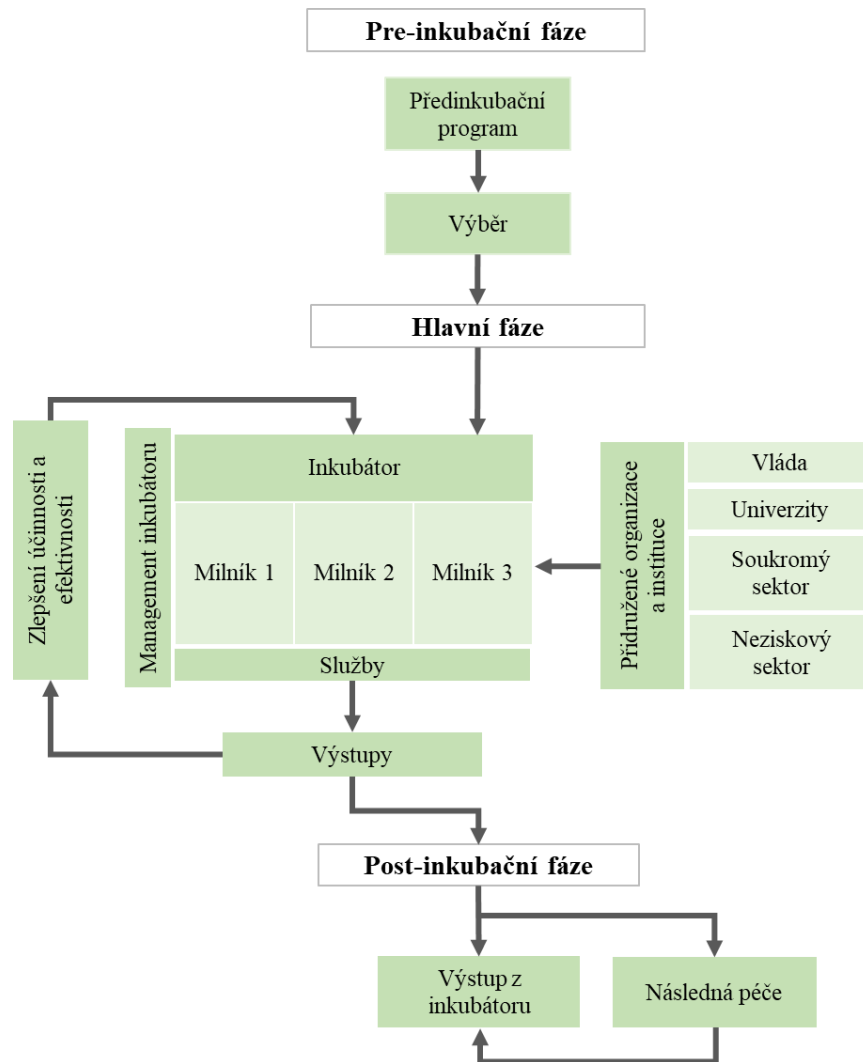 Pre-inkubační fáze
Předinkubační
program
Výběr
Hlavní fáze
Zlepšení účinnosti a
efektivnosti
Management inkubátoru
Inkubátor
Milník 1
Milník 2
Milník 3
Služby
Přidružené organizace
a instituce
Vláda
Univerzity
Soukromý
sektor
Neziskový
sektor
Výstupy
Post-inkubační fáze
Výstup z
inkubátoru
Následná péče